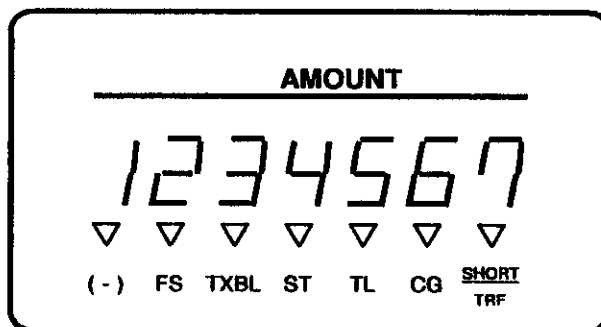 AMOUNT
1234567
▽ ▽ ▽ ▽ ▽ ▽ ▽
(-) FS TXBL ST TL CG SHORT
TRF